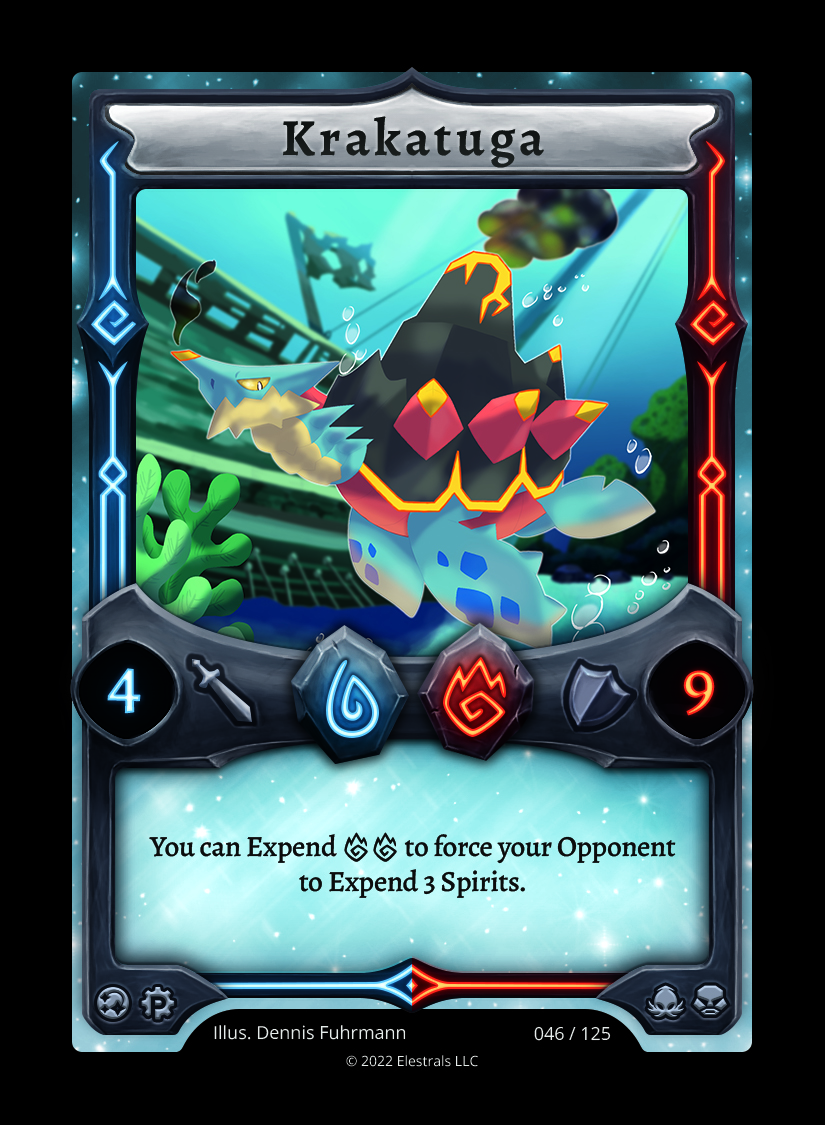 Krakatuga
4
9
You can Expend to force your Opponent
to Expend 3 Spirits.
P
Illus. Dennis Fuhrmann
046 / 125
© 2022 Elestrals LLC